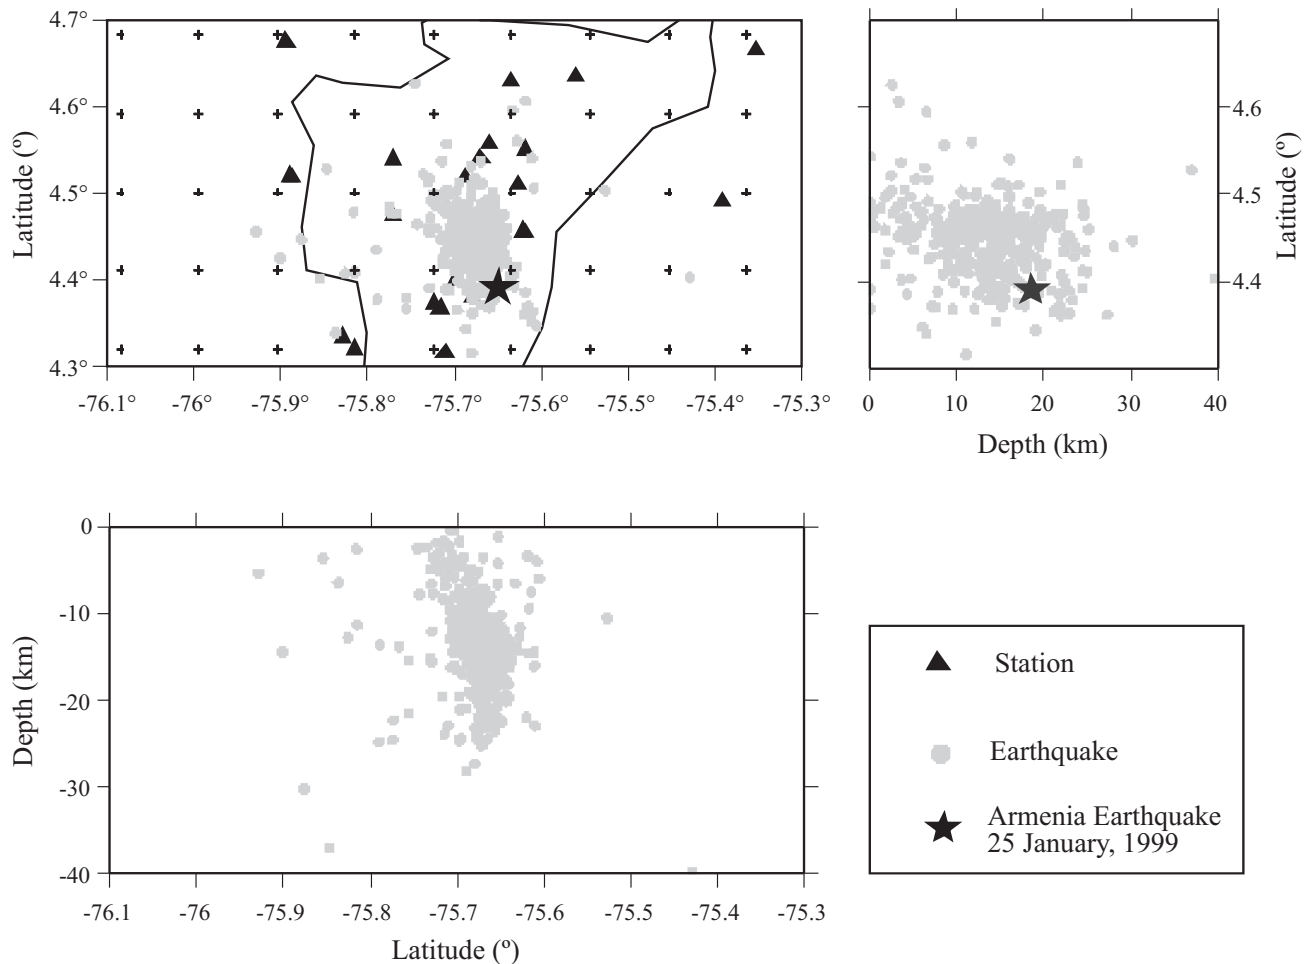 4.7°
4.6°
4.5°
4.4°
4.3°
Latitude (º)
-76.1° -76° -75.9° -75.8° -75.7° -75.6° -75.5° -75.4° -75.3°
4.6
4.5
4.4
Latitude (º)
0 10 20 30 40
Depth (km)
0
-10
-20
-30
-40
Depth (km)
-76.1 -76 -75.9 -75.8 -75.7 -75.6 -75.5 -75.4 -75.3
Latitude (º)
Station
Earthquake
Armenia Earthquake
25 January, 1999